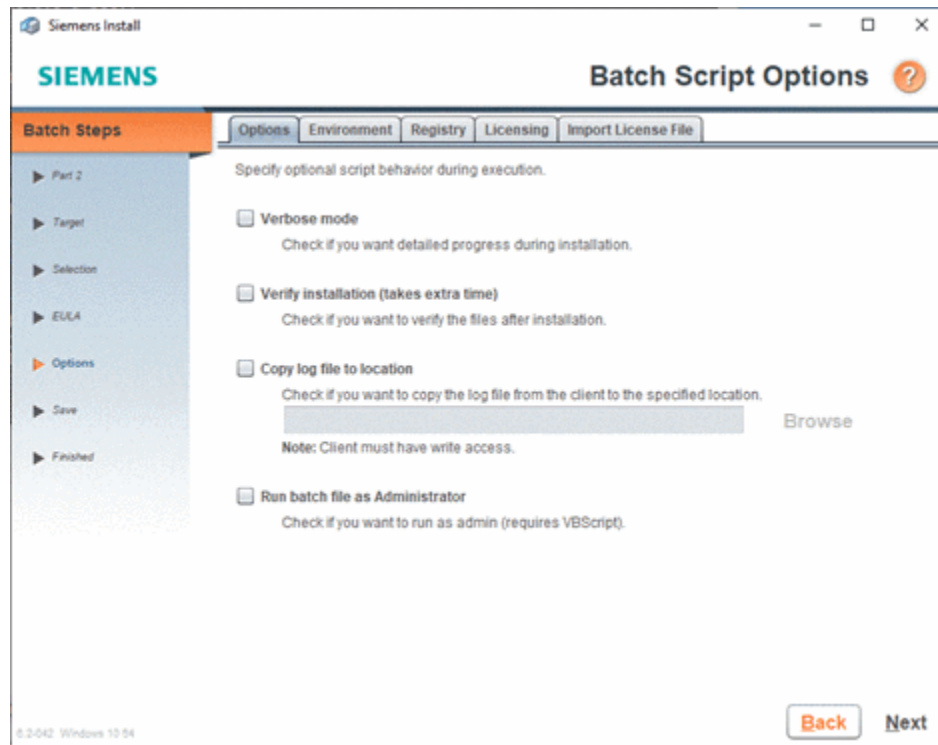 Siemens Install
SIEMENS
Batch Script Options
?
Batch Steps
Options Environment Registry Licensing Import License File
Part 2
Target
Selection
EULA
Options
Save
Finished
Specify optional script behavior during execution.
Verbose mode
Check if you want detailed progress during installation.
Verify installation (takes extra time)
Check if you want to verify the files after installation.
Copy log file to location
Check if you want to copy the log file from the client to the specified location.
Browse
Note: Client must have write access.
Run batch file as Administrator
Check if you want to run as admin (requires VBScript).
Back Next
Windows 10 64